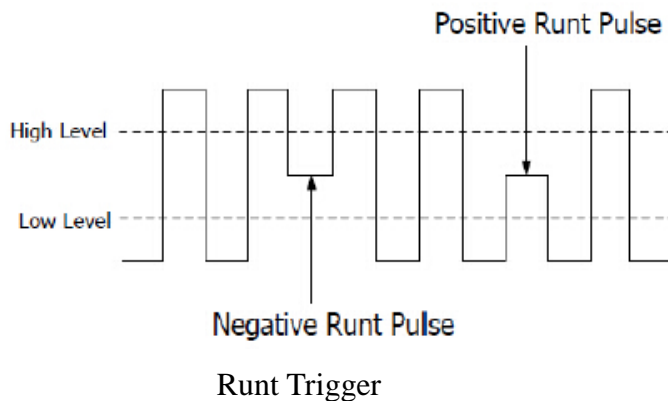 Positive Runt Pulse
High Level
Low Level
Negative Runt Pulse
Runt Trigger